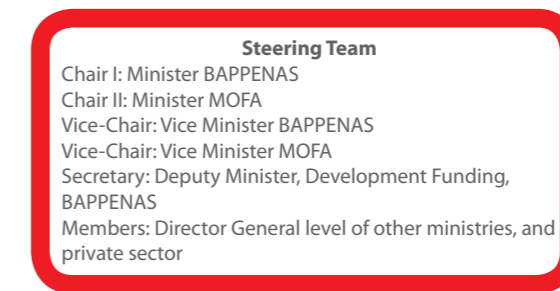 Steering Team
Chair I: Minister BAPPENAS
Chair II: Minister MOFA
Vice-Chair: Vice Minister BAPPENAS
Vice-Chair: Vice Minister MOFA
Secretary: Deputy Minister, Development Funding,
BAPPENAS
Members: Director General level of other ministries, and
private sector